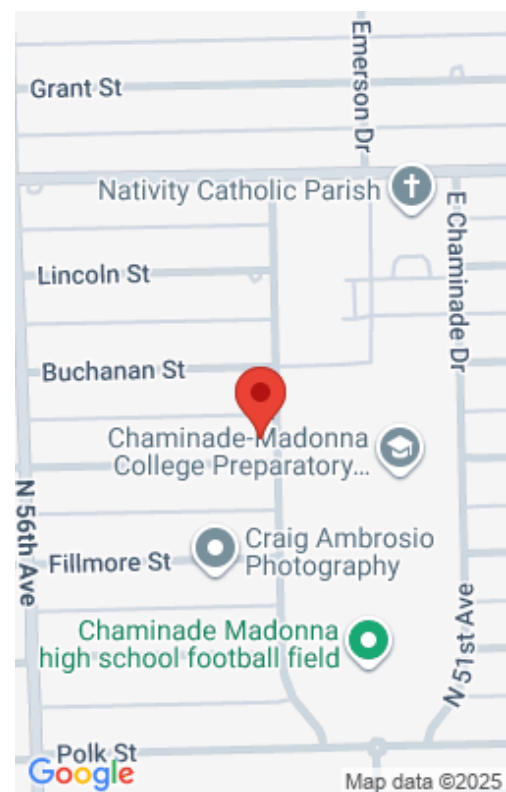 Emerson Dr
Grant St
Nativity Catholic Parish
E Chaminade Dr
Lincoln St
Buchanan St
Chaminade-Madonna
College Preparatory...
N 56th Ave
Craig Ambrosio
Photography
Fillmore St
N 51st Ave
Chaminade Madonna
high school football field
Polk St
Google
Map data ©2025